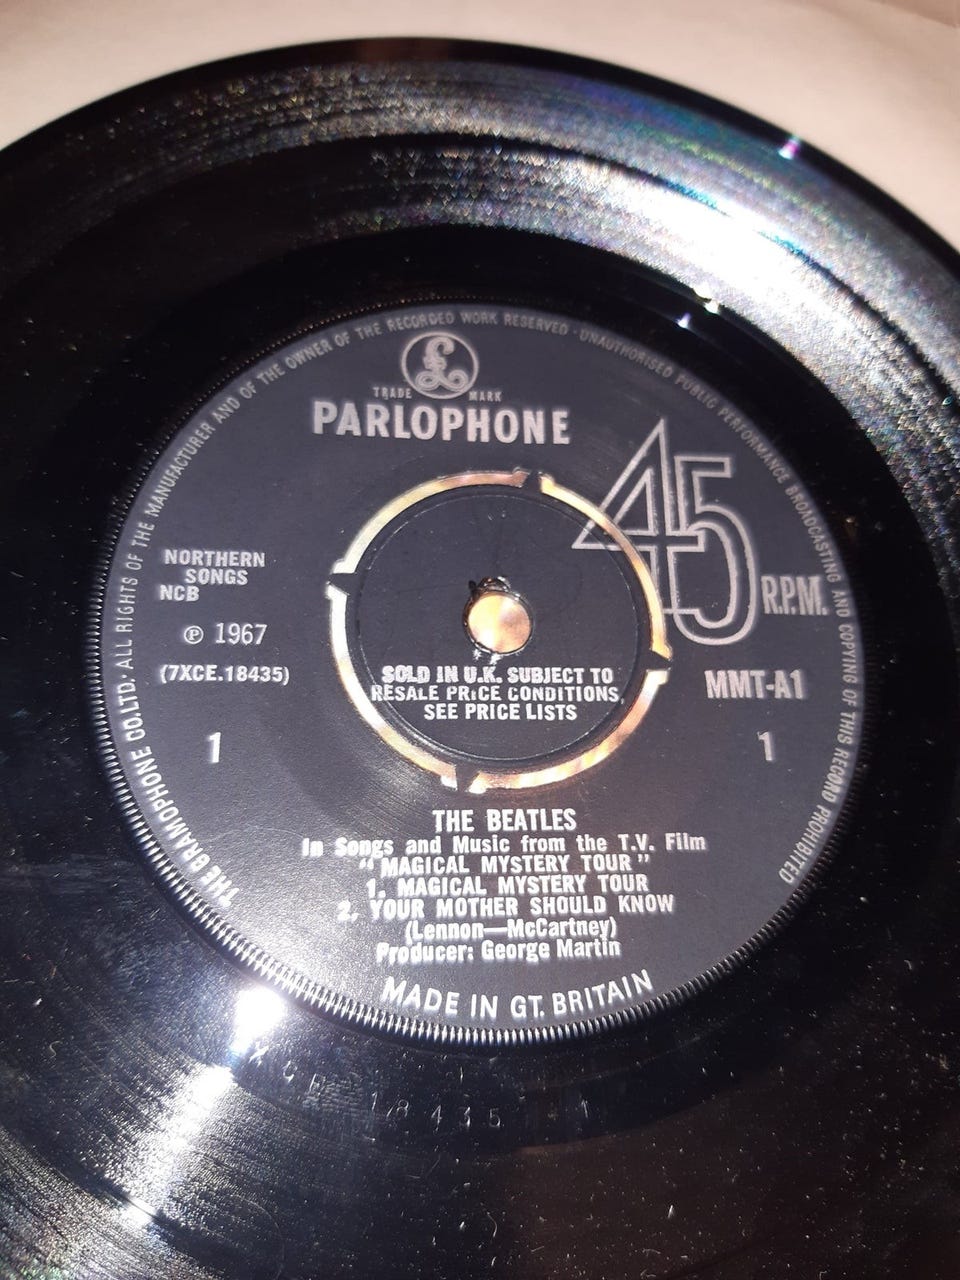 THE GRAMOPHONE CO. LTD. · ALL RIGHTS OF THE MANUFACTURER AND OF THE OWNER OF THE RECORDED WORK RESERVED · UNAUTHORISED PUBLIC PERFORMANCE BROADCASTING AND COPYING OF THIS RECORD PROHIBITED
£
TRADE MARK
PARLOPHONE
45 R.P.M.
NORTHERN
SONGS
NCB
℗ 1967
(7XCE.18435)
1
SOLD IN U.K. SUBJECT TO
RESALE PRICE CONDITIONS,
SEE PRICE LISTS
MMT-A1
1
THE BEATLES
In Songs and Music from the T.V. Film
"MAGICAL MYSTERY TOUR"
1. MAGICAL MYSTERY TOUR
2. YOUR MOTHER SHOULD KNOW
(Lennon—McCartney)
Producer: George Martin
MADE IN GT. BRITAIN
XCE 18435 1